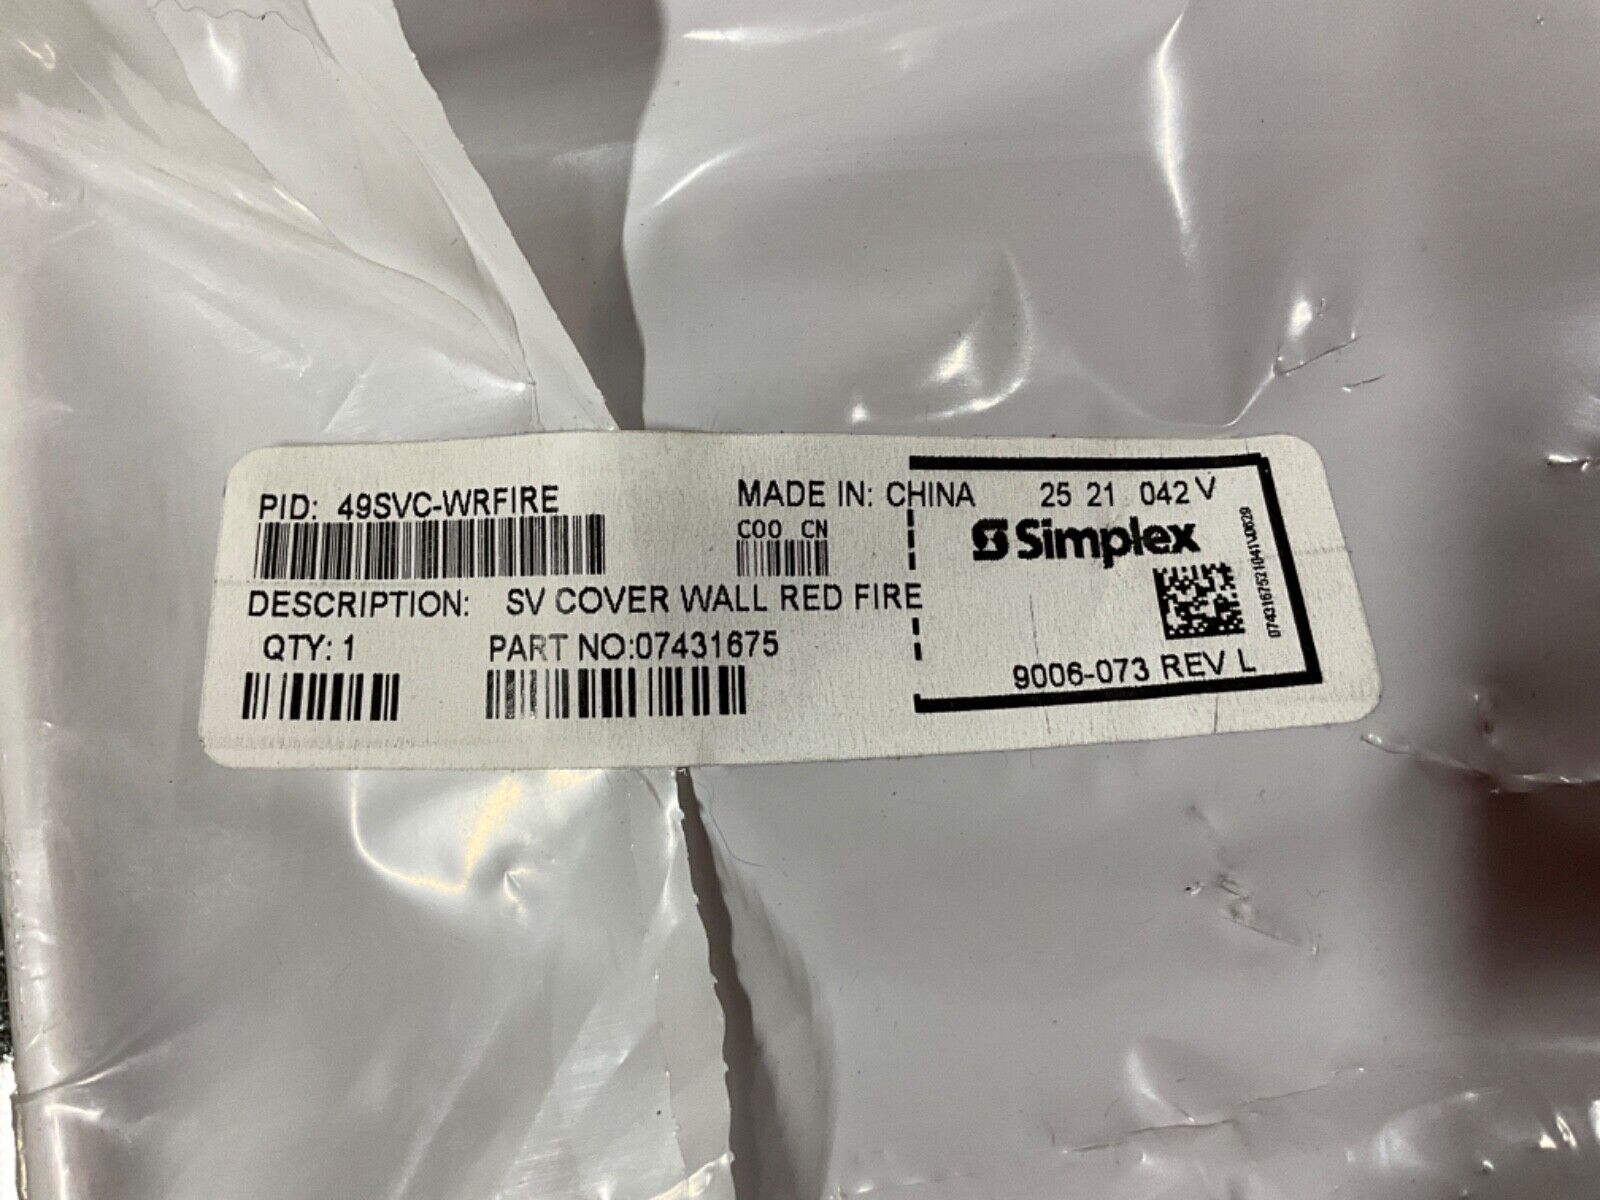 PID: 49SVC-WRFIRE
MADE IN: CHINA
25 21 042 V
COO CN
Simplex
DESCRIPTION: SV COVER WALL RED FIRE
QTY: 1
PART NO:07431675
9006-073 REV L